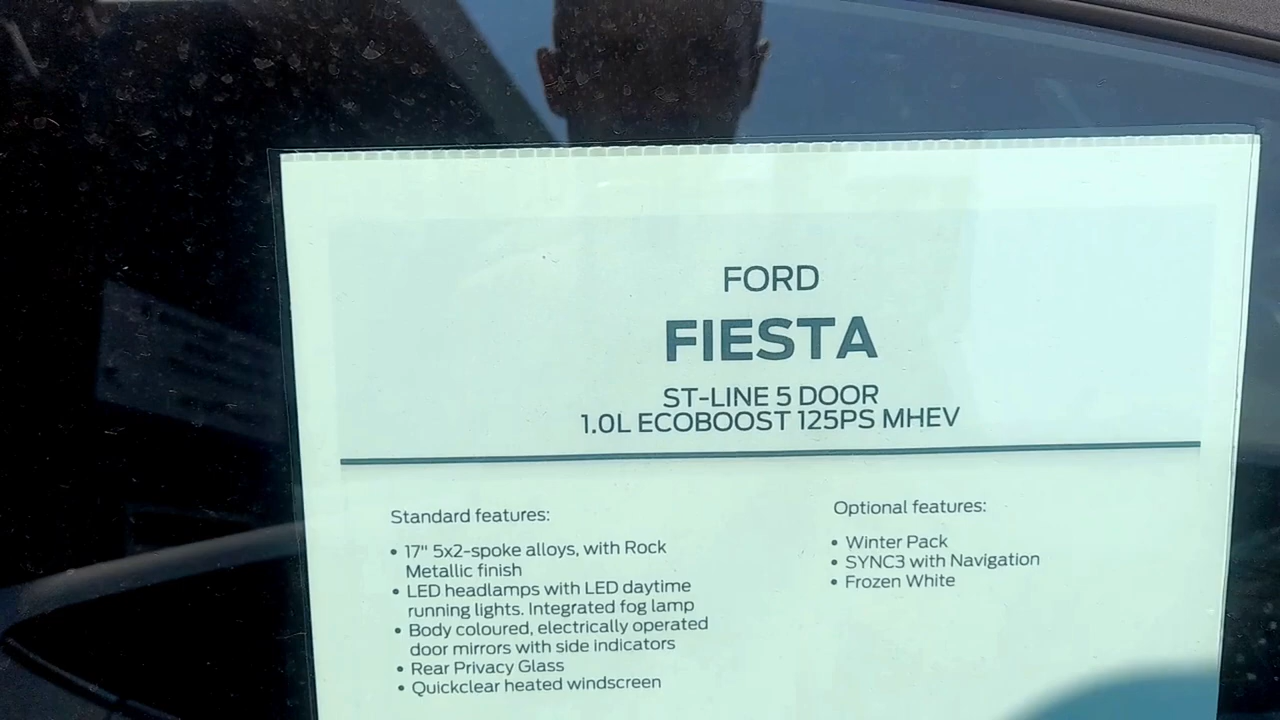 FORD
FIESTA
ST-LINE 5 DOOR
1.0L ECOBOOST 125PS MHEV
Standard features:
• 17" 5x2-spoke alloys, with Rock
Metallic finish
• LED headlamps with LED daytime
running lights. Integrated fog lamp
• Body coloured, electrically operated
door mirrors with side indicators
• Rear Privacy Glass
• Quickclear heated windscreen
Optional features:
• Winter Pack
• SYNC3 with Navigation
• Frozen White